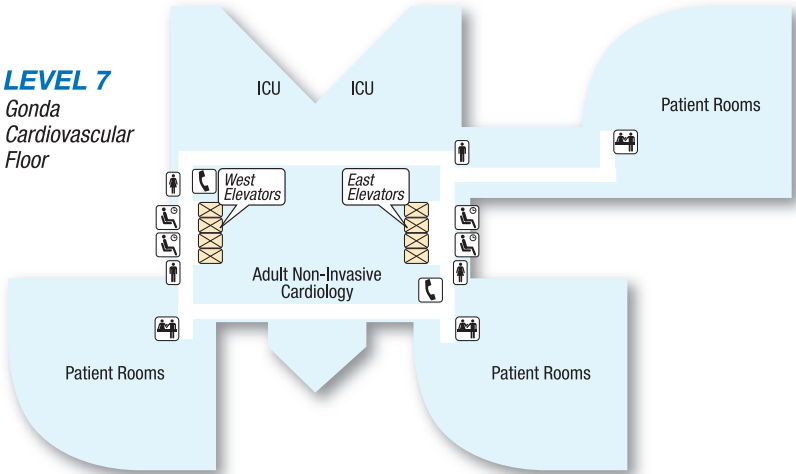 LEVEL 7
Gonda
Cardiovascular
Floor
ICU
ICU
Patient Rooms
West
Elevators
East
Elevators
Adult Non-Invasive
Cardiology
Patient Rooms
Patient Rooms